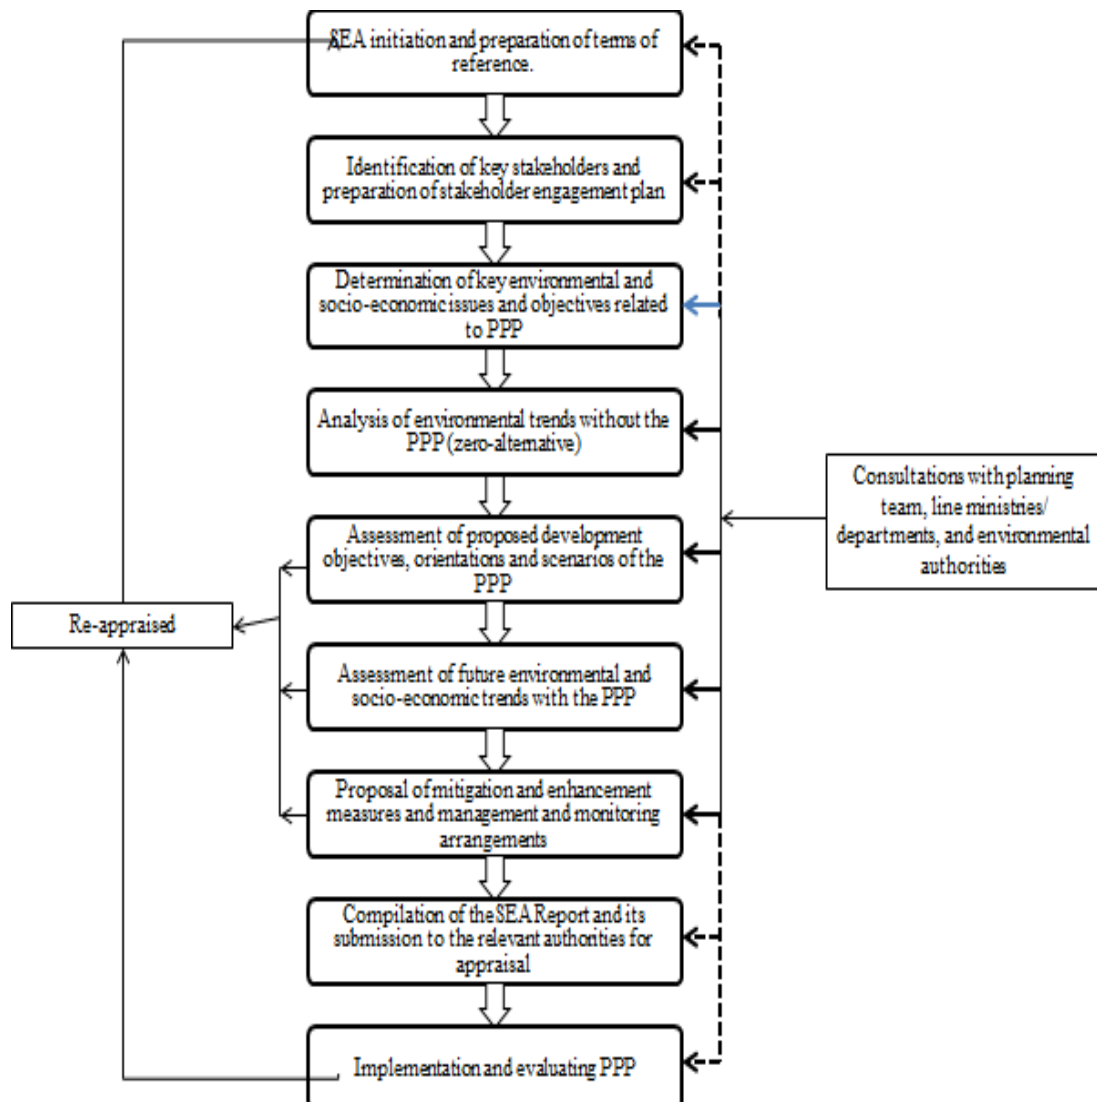 SEA initiation and preparation of terms of
reference.
Identification of key stakeholders and
preparation of stakeholder engagement plan
Determination of key environmental and
socio-economic issues and objectives related
to PPP
Analysis of environmental trends without the
PPP (zero-alternative)
Consultations with planning
team, line ministries/
departments, and environmental
authorities
Assessment of proposed development
objectives, orientations and scenarios of the
PPP
Re-appraised
Assessment of future environmental and
socio-economic trends with the PPP
Proposal of mitigation and enhancement
measures and management and monitoring
arrangements
Compilation of the SEA Report and its
submission to the relevant authorities for
appraisal
Implementation and evaluating PPP